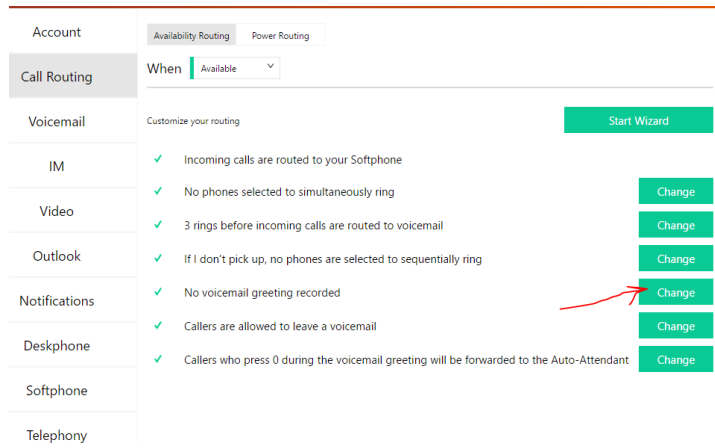 Account
Call Routing
Voicemail
IM
Video
Outlook
Notifications
Deskphone
Softphone
Telephony
Availability Routing Power Routing
When Available
Customize your routing Start Wizard
Incoming calls are routed to your Softphone
No phones selected to simultaneously ring Change
3 rings before incoming calls are routed to voicemail Change
If I don't pick up, no phones are selected to sequentially ring Change
No voicemail greeting recorded Change
Callers are allowed to leave a voicemail Change
Callers who press 0 during the voicemail greeting will be forwarded to the Auto-Attendant Change